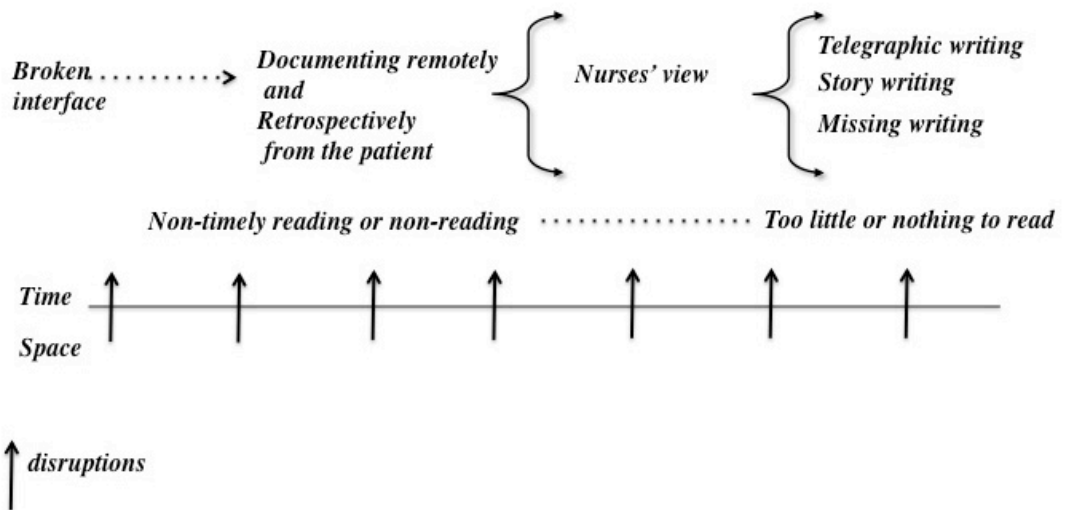 Broken
interface
Documenting remotely
and
Retrospectively
from the patient
Nurses' view
Telegraphic writing
Story writing
Missing writing
Non-timely reading or non-reading
Too little or nothing to read
Time
Space
disruptions